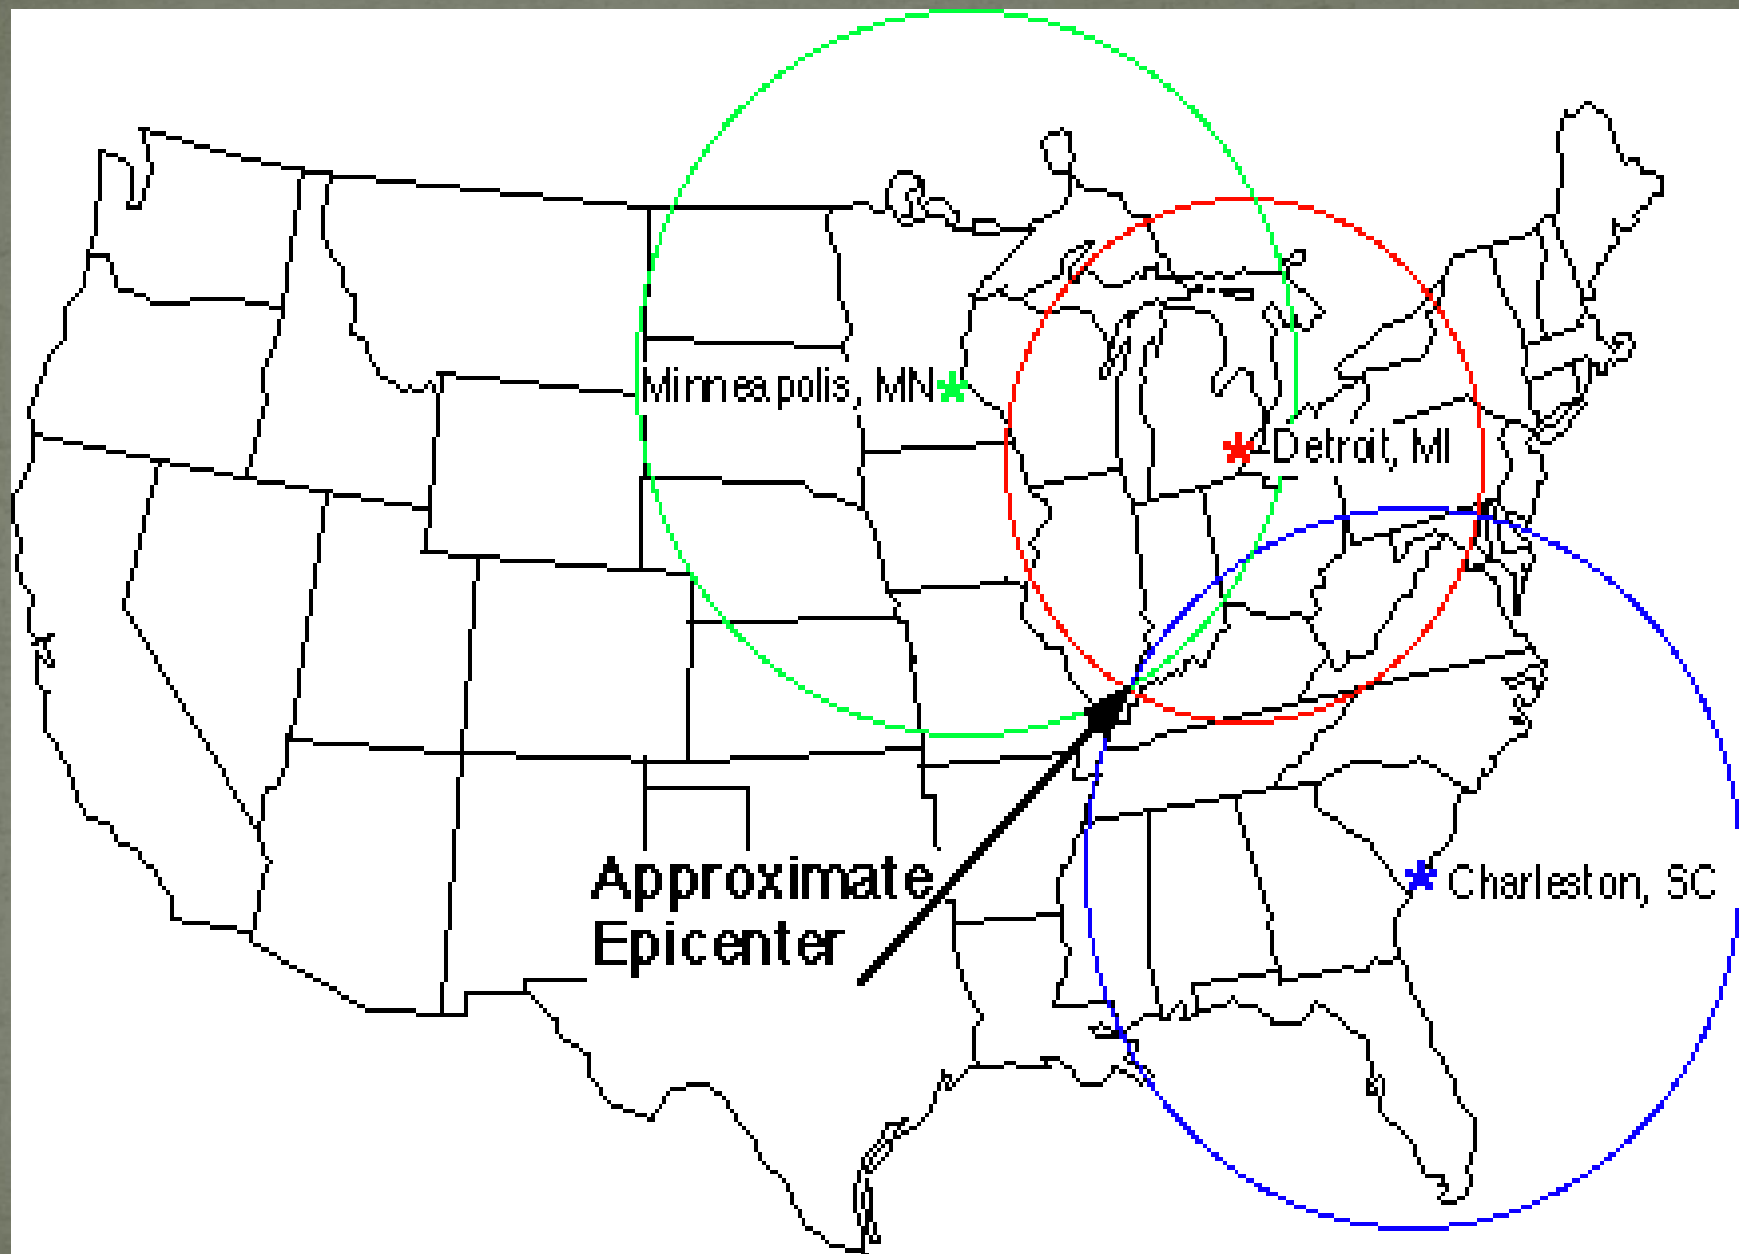 Minneapolis, MN
Detroit, MI
Approximate
Epicenter
Charleston, SC